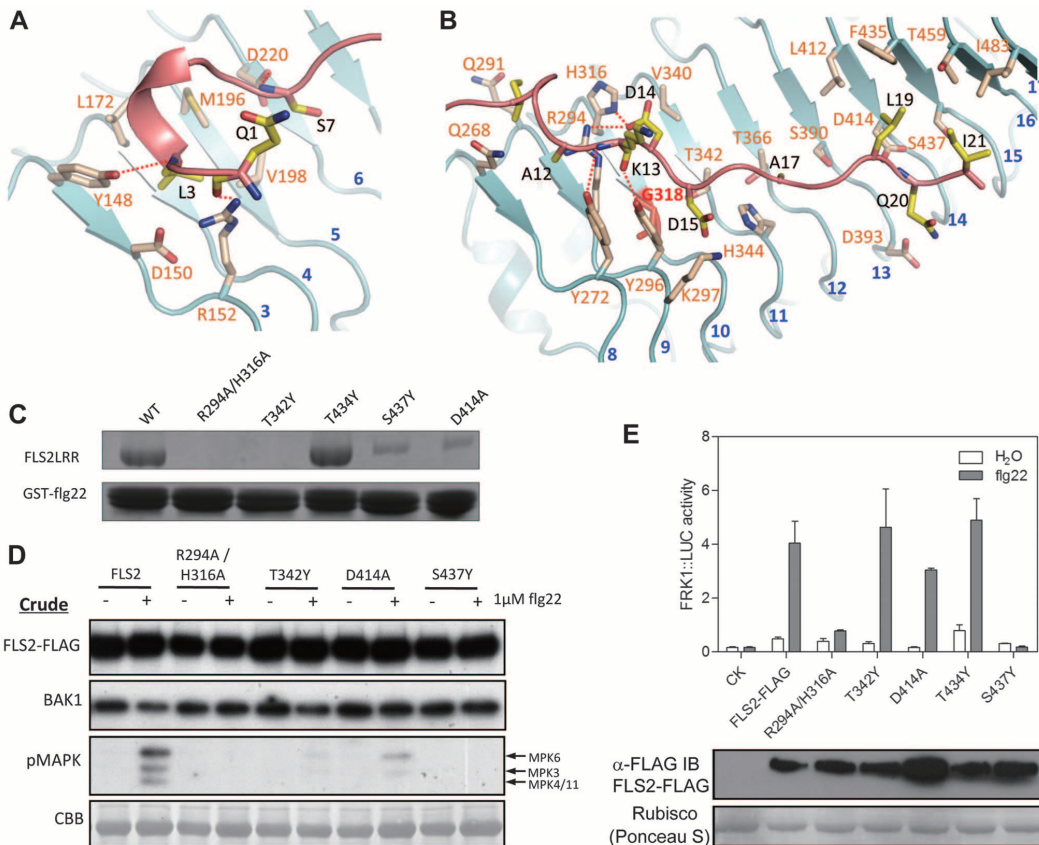 A
D220
L172
M196
Q1
S7
Y148
L3
V198
6
D150
5
4
R152
3
B
Q291
H316
V340
D14
L412
F435
T459
I483
R294
Q268
A12
K13
T342
T366
S390
D414
L19
S437
I21
17
16
15
G318
A17
D15
Q20
14
H344
D393
13
12
Y272
Y296
K297
11
10
9
8
C
WT
R294A/H316A
T342Y
T434Y
S437Y
D414A
FLS2LRR
GST-flg22
D
FLS2
R294A /
H316A
T342Y
D414A
S437Y
Crude
- + - + - + - + - + 1μM flg22
FLS2-FLAG
BAK1
pMAPK
MPK6
MPK3
MPK4/11
CBB
E
H2O
flg22
FRK1::LUC activity
8
6
4
2
0
CK
FLS2-FLAG
R294A/H316A
T342Y
D414A
T434Y
S437Y
α-FLAG IB
FLS2-FLAG
Rubisco
(Ponceau S)